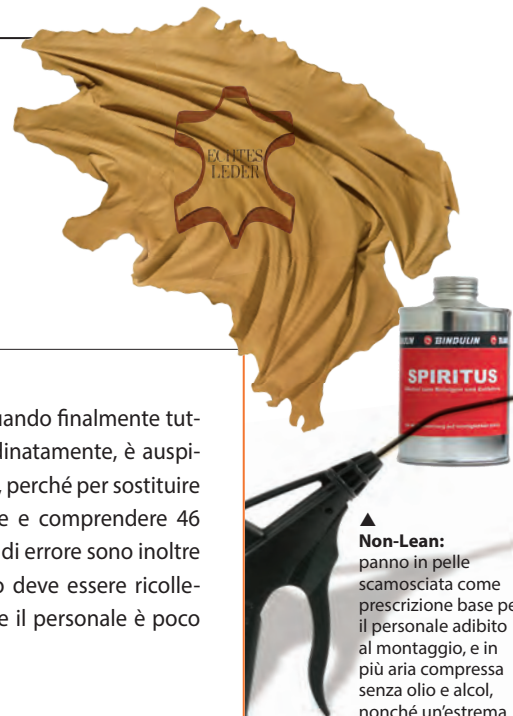 ECHTES
LEDER
BINDULIN
SPIRITUS
uando finalmente tut-
dinatamente, è auspi-
, perché per sostituire
e e comprendere 46
di errore sono inoltre
o deve essere ricolle-
e il personale è poco
▲
Non-Lean:
panno in pelle
scamosciata come
prescrizione base pe
il personale adibito
al montaggio, e in
più aria compressa
senza olio e alcol,
nonché un'estrema